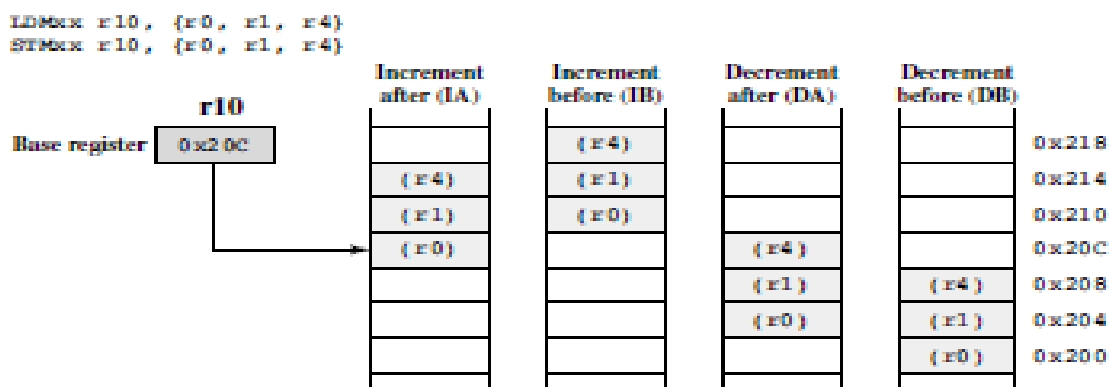 LDMxx r10, {r0, r1, r4}
STMxx r10, {r0, r1, r4}
Increment after (IA)
Increment before (IB)
Decrement after (DA)
Decrement before (DB)
r10
Base register 0x20C
(r4) 0x218
(r4) (r1) 0x214
(r1) (r0) 0x210
(r0) (r4) 0x20C
(r1) (r4) 0x208
(r0) (r1) 0x204
(r0) 0x200